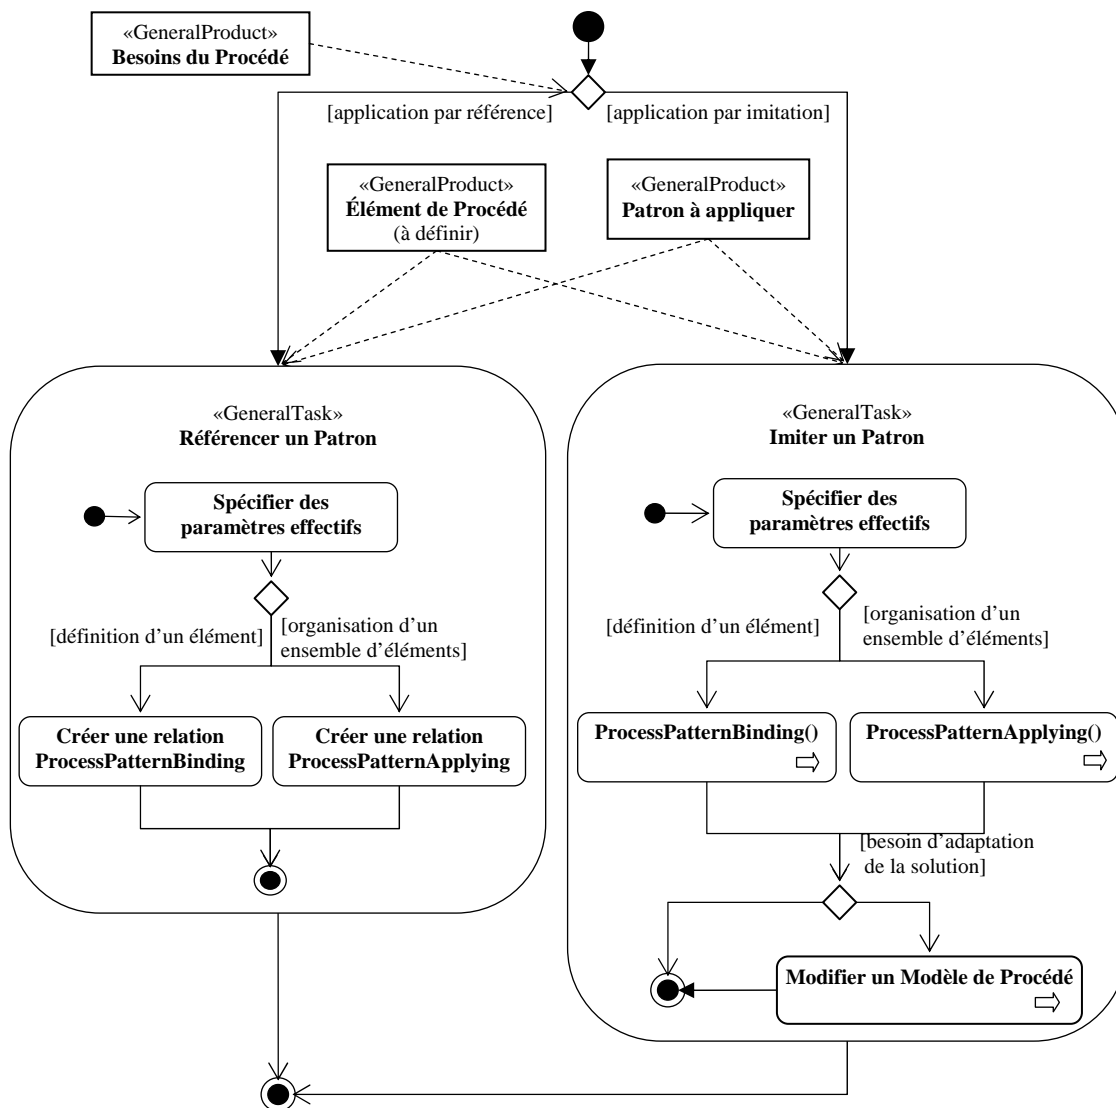 «GeneralProduct»
Besoins du Procédé
[application par référence]
[application par imitation]
«GeneralProduct»
Élément de Procédé
(à définir)
«GeneralProduct»
Patron à appliquer
«GeneralTask»
Référencer un Patron
Spécifier des
paramètres effectifs
[définition d’un élément]
[organisation d’un
ensemble d’éléments]
Créer une relation
ProcessPatternBinding
Créer une relation
ProcessPatternApplying
«GeneralTask»
Imiter un Patron
Spécifier des
paramètres effectifs
[définition d’un élément]
[organisation d’un
ensemble d’éléments]
ProcessPatternBinding()
ProcessPatternApplying()
[besoin d’adaptation
de la solution]
Modifier un Modèle de Procédé